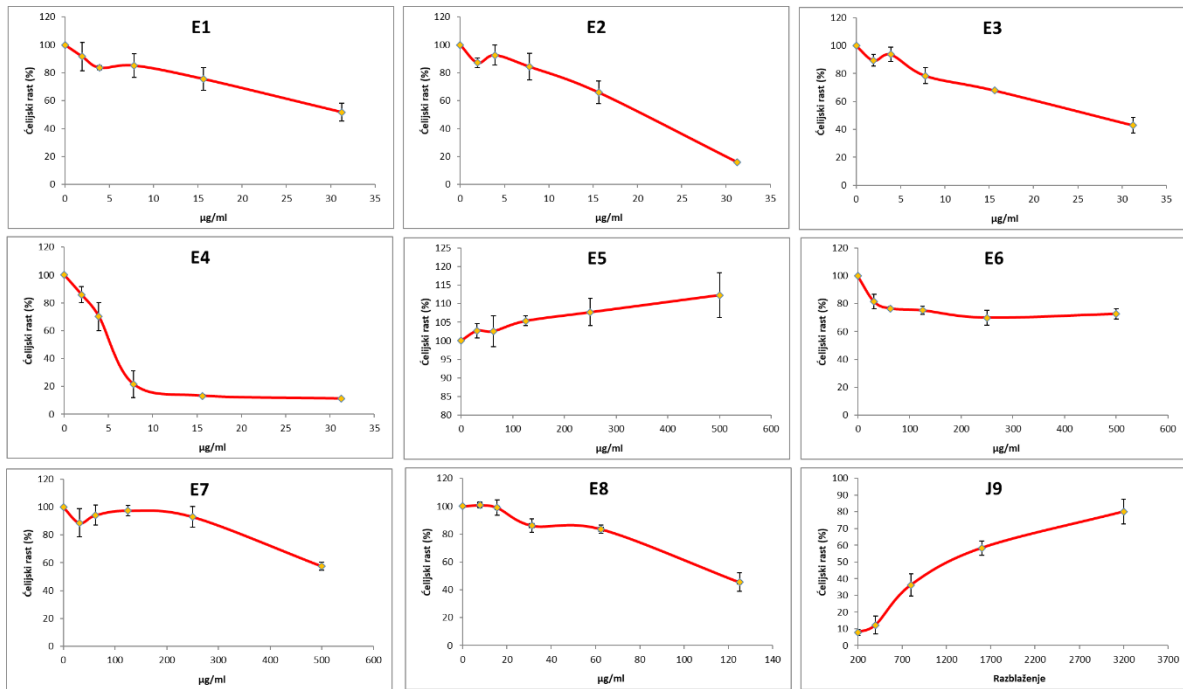 E1
Ćelijski rast (%)
120
100
80
60
40
20
0
0 5 10 15 20 25 30 35
µg/ml
E2
Ćelijski rast (%)
120
100
80
60
40
20
0
0 5 10 15 20 25 30 35
µg/ml
E3
Ćelijski rast (%)
120
100
80
60
40
20
0
0 5 10 15 20 25 30 35
µg/ml
E4
Ćelijski rast (%)
120
100
80
60
40
20
0
0 5 10 15 20 25 30 35
µg/ml
E5
Ćelijski rast (%)
125
120
115
110
105
100
95
90
85
80
0 100 200 300 400 500 600
µg/ml
E6
Ćelijski rast (%)
120
100
80
60
40
20
0
0 100 200 300 400 500 600
µg/ml
E7
Ćelijski rast (%)
120
100
80
60
40
20
0
0 100 200 300 400 500 600
µg/ml
E8
Ćelijski rast (%)
120
100
80
60
40
20
0
0 20 40 60 80 100 120 140
µg/ml
J9
Ćelijski rast (%)
100
90
80
70
60
50
40
30
20
10
0
200 700 1200 1700 2200 2700 3200 3700
Razblaženje